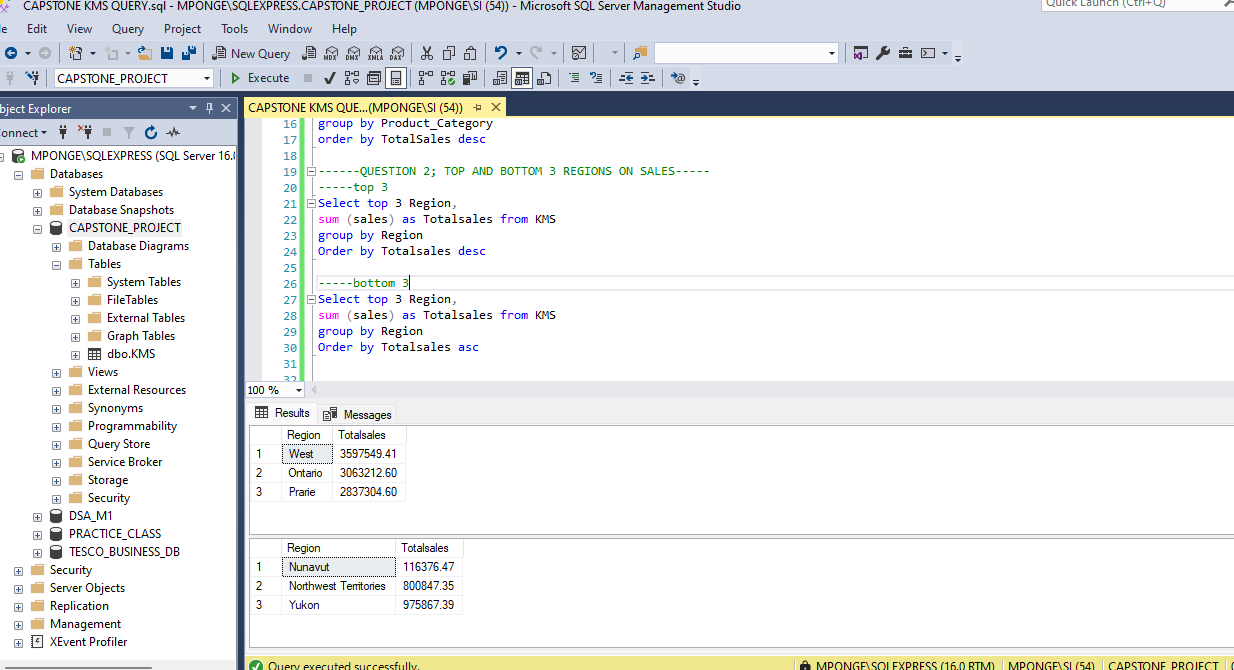 CAPSTONE KMS QUERY.sql - MPONGE\SQLEXPRESS.CAPSTONE_PROJECT (MPONGE\SI (54)) - Microsoft SQL Server Management Studio
Quick Launch (Ctrl+Q)
Edit View Query Project Tools Window Help
New Query
MDX DMX XMLA DAX
CAPSTONE_PROJECT
Execute
bject Explorer
CAPSTONE KMS QUE...(MPONGE\SI (54))
onnect
MPONGE\SQLEXPRESS (SQL Server 16.0
Databases
System Databases
Database Snapshots
CAPSTONE_PROJECT
Database Diagrams
Tables
System Tables
FileTables
External Tables
Graph Tables
dbo.KMS
Views
External Resources
Synonyms
Programmability
Query Store
Service Broker
Storage
Security
DSA_M1
PRACTICE_CLASS
TESCO_BUSINESS_DB
Security
Server Objects
Replication
Management
XEvent Profiler
16 group by Product_Category
17 order by TotalSales desc
18
19 ------QUESTION 2; TOP AND BOTTOM 3 REGIONS ON SALES-----
20 -----top 3
21 Select top 3 Region,
22 sum (sales) as Totalsales from KMS
23 group by Region
24 Order by Totalsales desc
25
26 -----bottom 3
27 Select top 3 Region,
28 sum (sales) as Totalsales from KMS
29 group by Region
30 Order by Totalsales asc
31
32
100 %
Results Messages
Region Totalsales
1 West 3597549.41
2 Ontario 3063212.60
3 Prarie 2837304.60
Region Totalsales
1 Nunavut 116376.47
2 Northwest Territories 800847.35
3 Yukon 975867.39
Query executed successfully.
MPONGE\SQLEXPRESS (16.0 RTM) MPONGE\SI (54) CAPSTONE_PROJECT